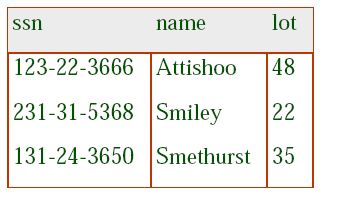 ssn name lot
123-22-3666 Attishoo 48
231-31-5368 Smiley 22
131-24-3650 Smethurst 35